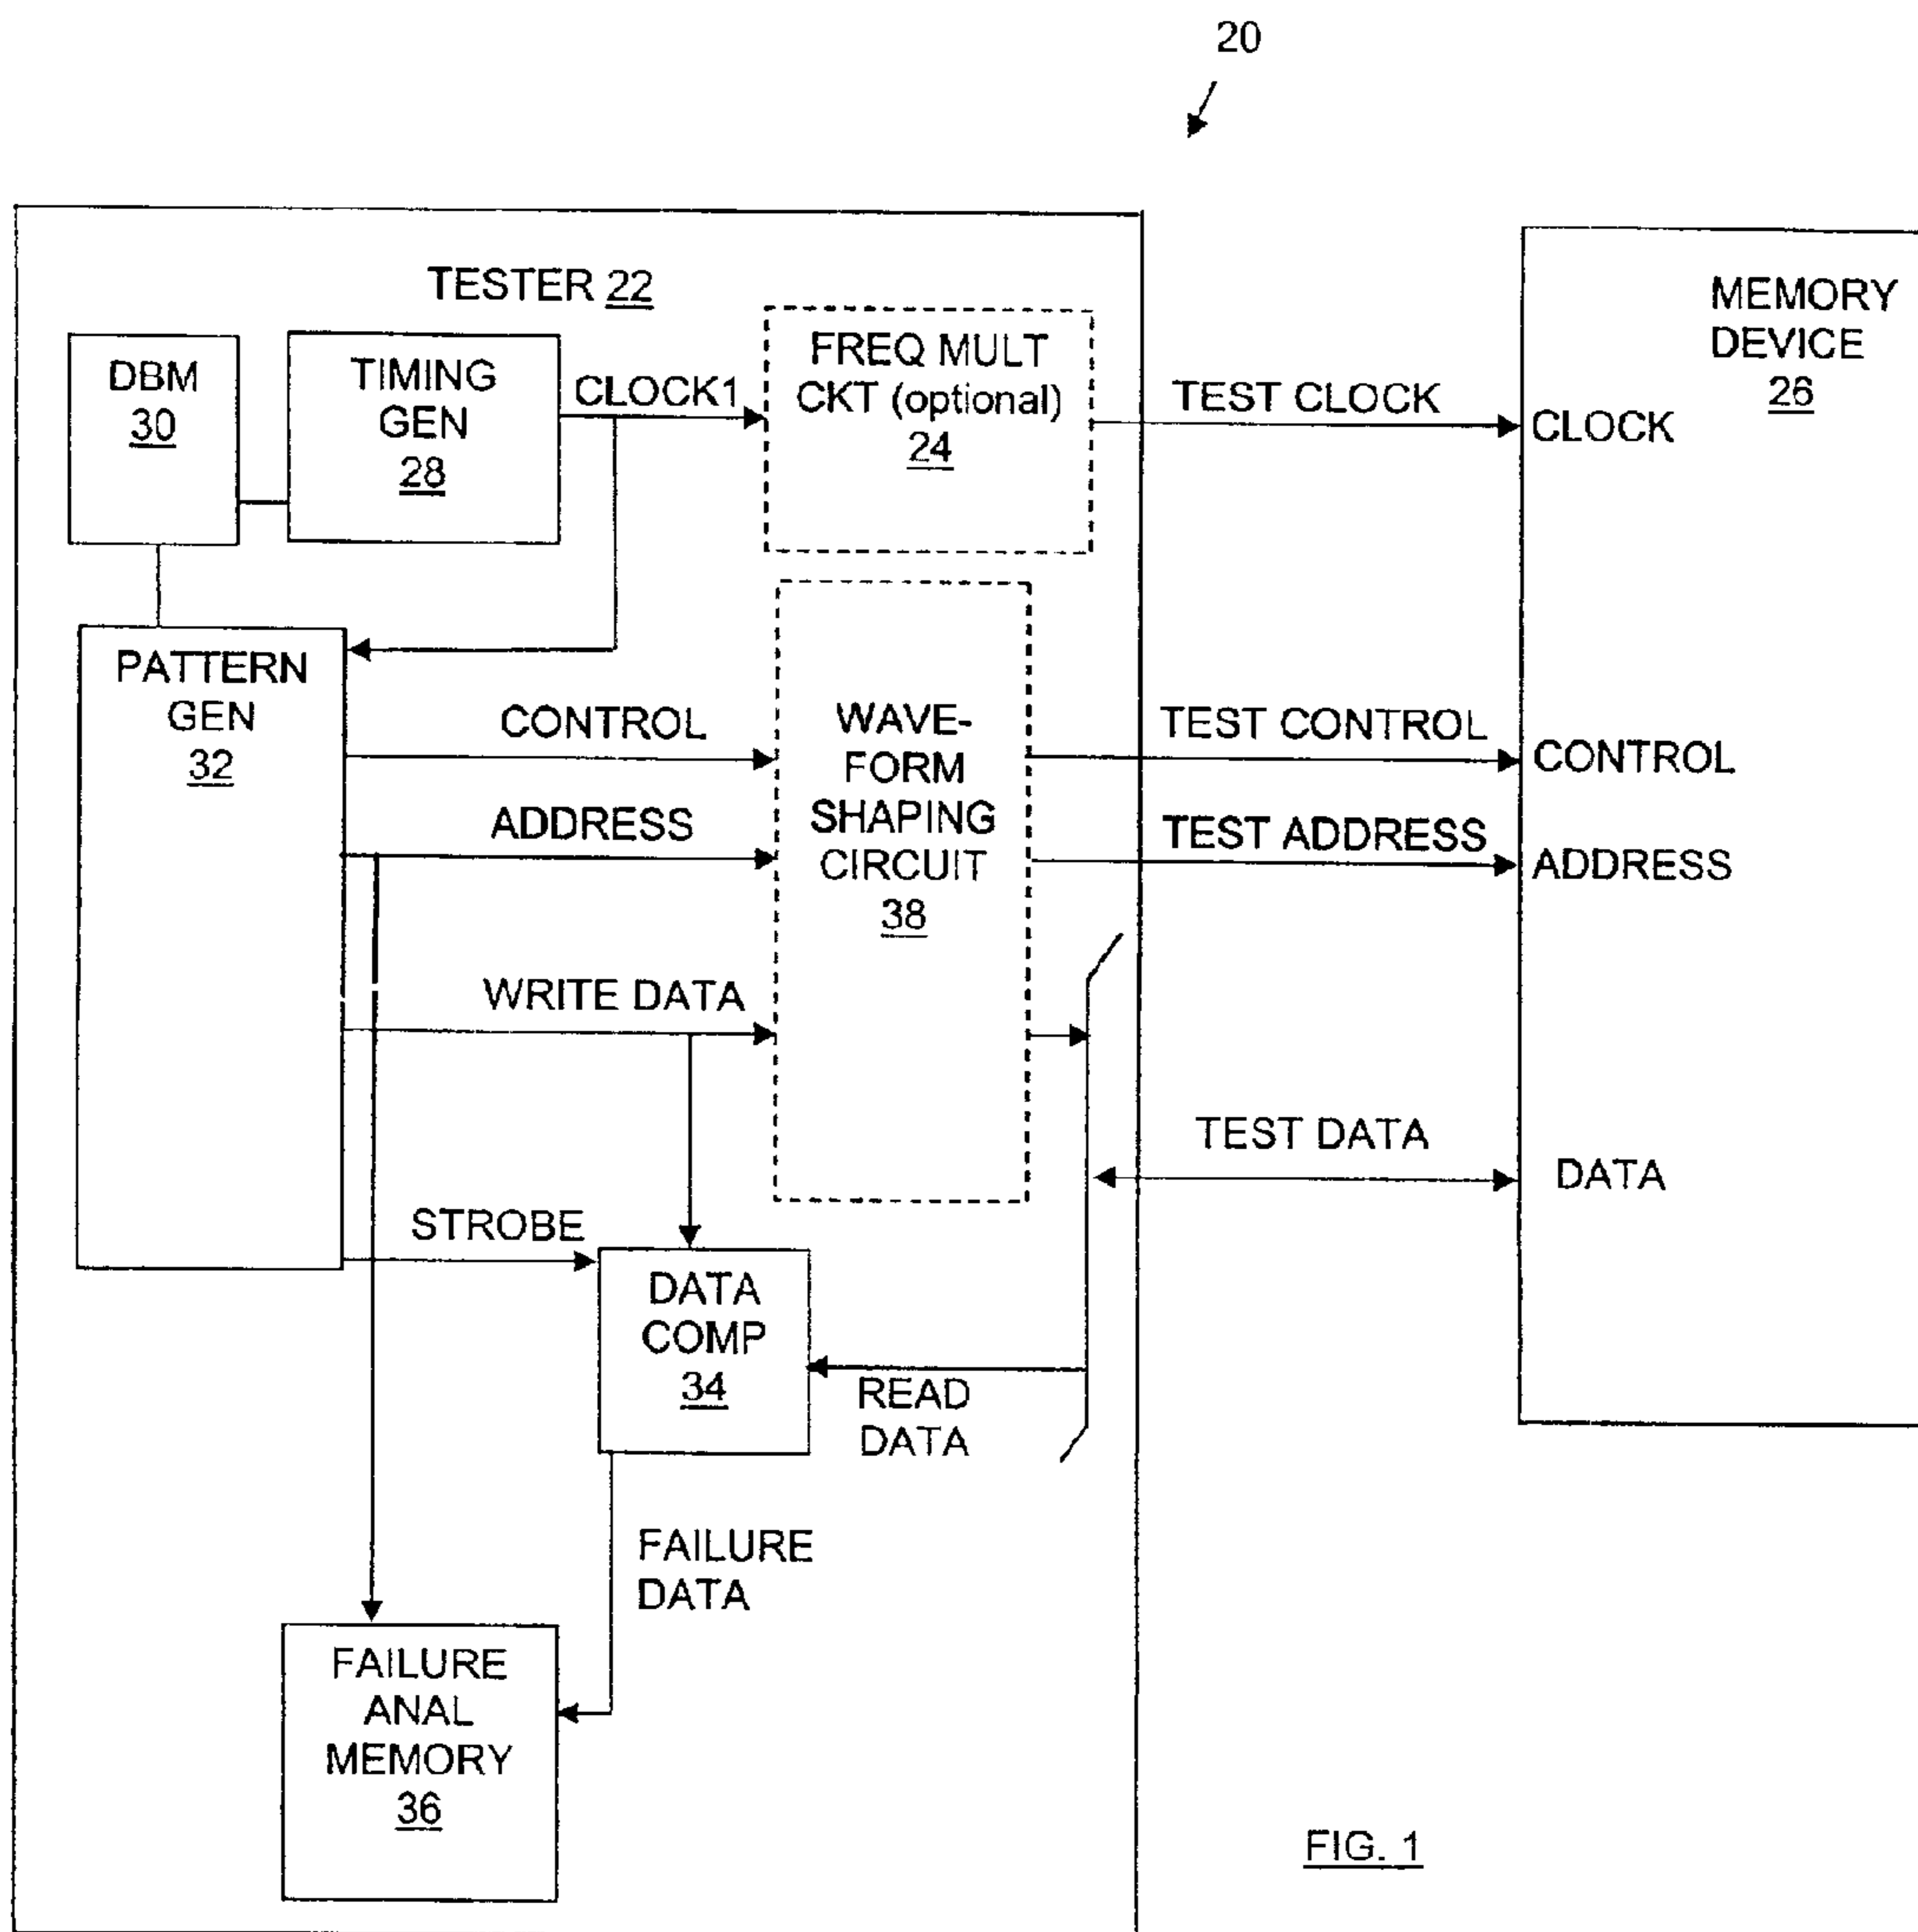 20
TESTER 22
DBM
30
TIMING
GEN
28
CLOCK1
FREQ MULT
CKT (optional)
24
TEST CLOCK
CLOCK
MEMORY
DEVICE
26
PATTERN
GEN
32
CONTROL
ADDRESS
WRITE DATA
STROBE
WAVE-
FORM
SHAPING
CIRCUIT
38
TEST CONTROL
CONTROL
TEST ADDRESS
ADDRESS
TEST DATA
DATA
DATA
COMP
34
READ
DATA
FAILURE
DATA
FAILURE
ANAL
MEMORY
36
FIG. 1